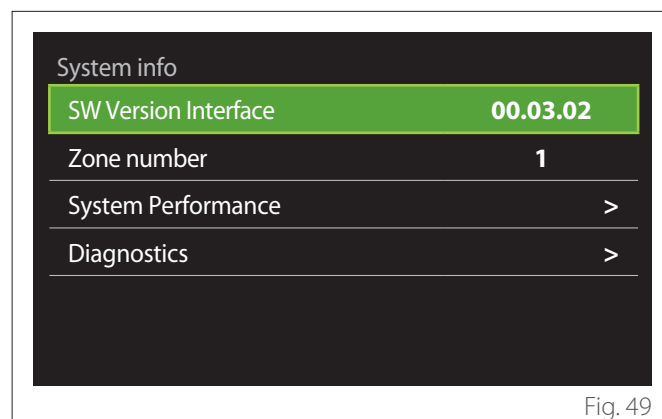 System info
SW Version Interface 00.03.02
Zone number 1
System Performance >
Diagnostics >
Fig. 49